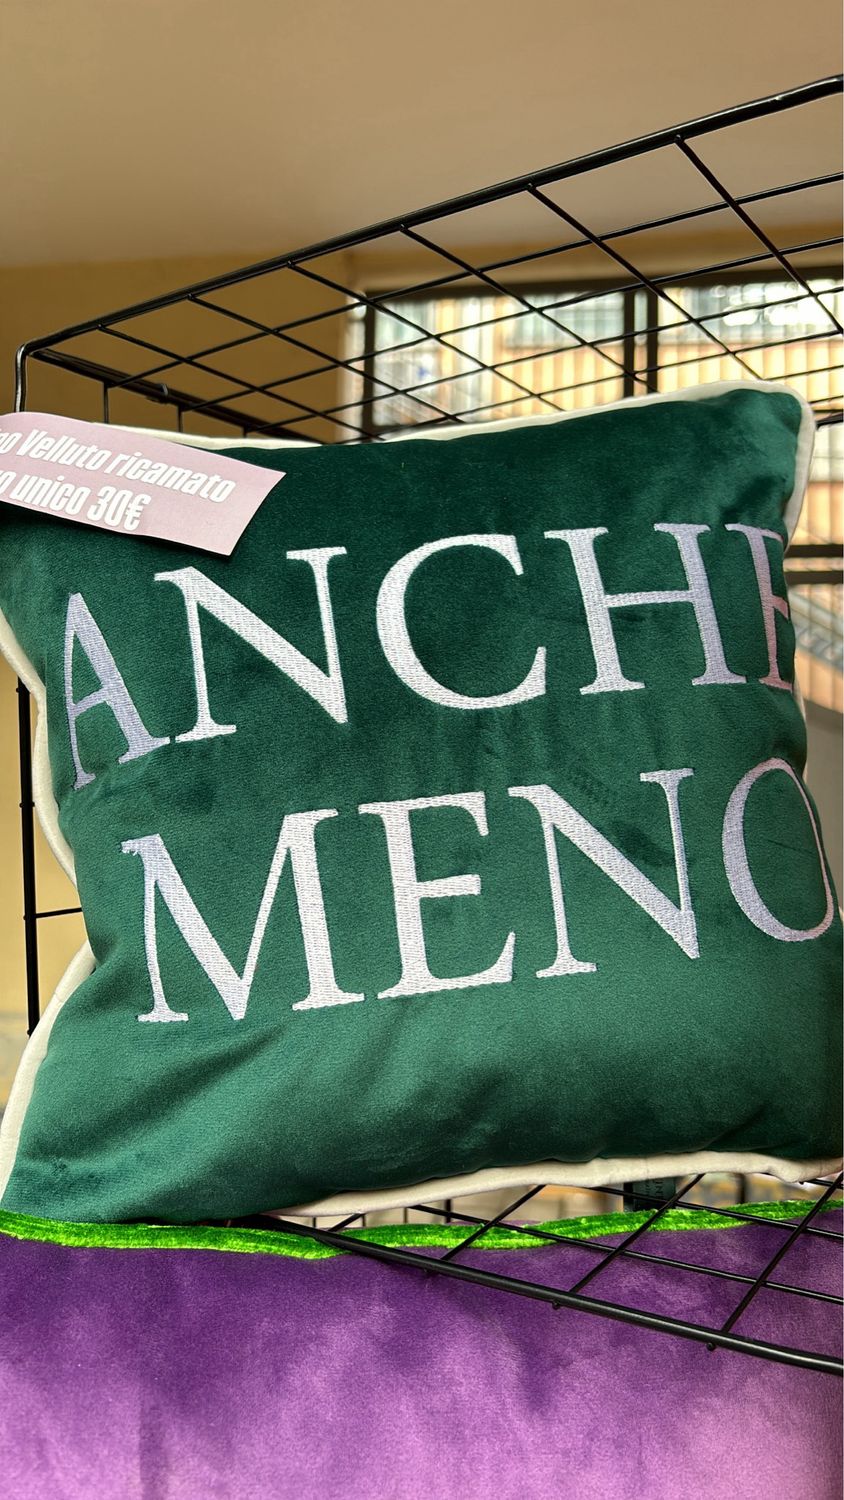 Velluto ricamato
unico 30€
ANCHE
MENO